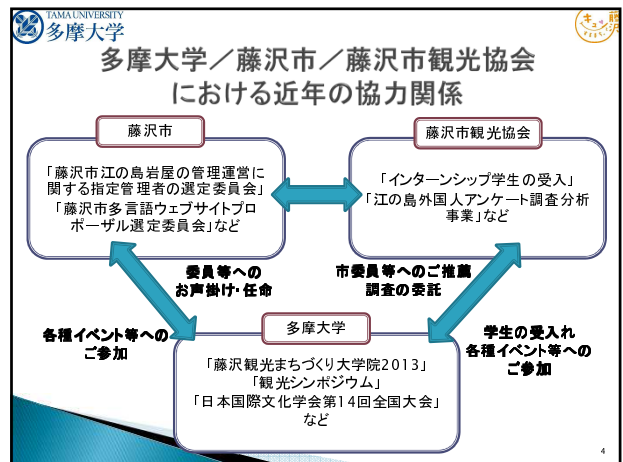 TAMA UNIVERSITY
多摩大学
キュンとするまち。
藤沢
多摩大学／藤沢市／藤沢市観光協会
における近年の協力関係
藤沢市
「藤沢市江の島岩屋の管理運営に
関する指定管理者の選定委員会」
「藤沢市多言語ウェブサイトプロ
ポーザル選定委員会」など
藤沢市観光協会
「インターンシップ学生の受入」
「江の島外国人アンケート調査分析
事業」など
委員等への
お声掛け・任命
市委員等へのご推薦
調査の委託
各種イベント等への
ご参加
学生の受入れ
各種イベント等への
ご参加
多摩大学
「藤沢観光まちづくり大学院2013」
「観光シンポジウム」
「日本国際文化学会第14回全国大会」
など
4